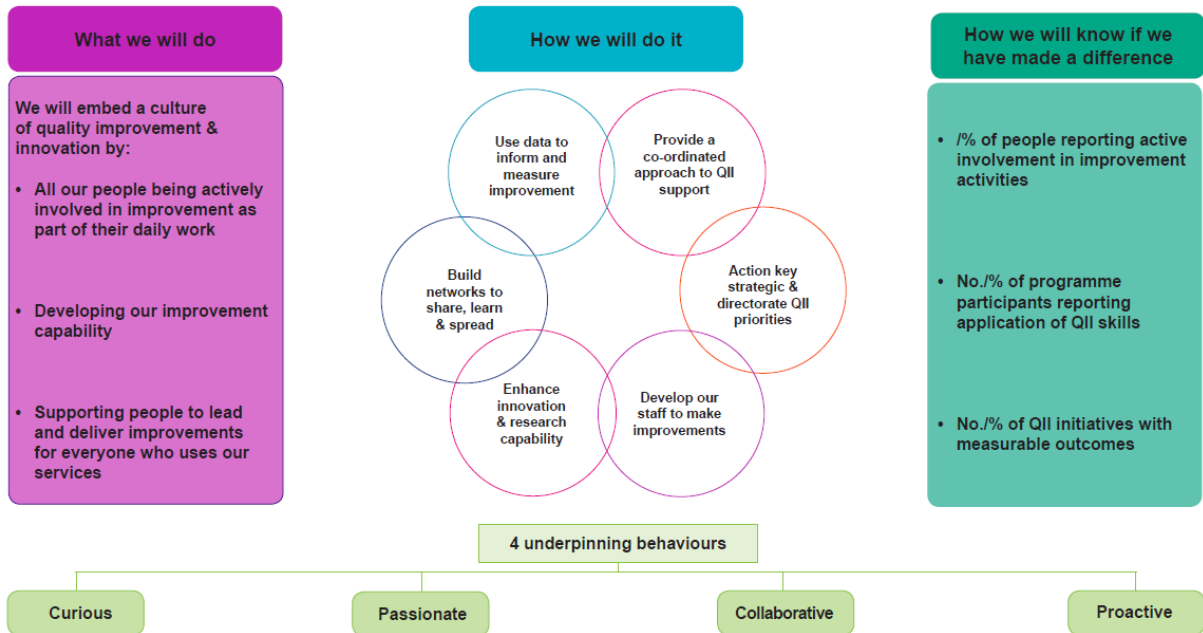 What we will do
We will embed a culture
of quality improvement &
innovation by:
• All our people being actively
involved in improvement as
part of their daily work
• Developing our improvement
capability
• Supporting people to lead
and deliver improvements
for everyone who uses our
services
How we will do it
Use data to
inform and
measure
improvement
Provide a
co-ordinated
approach to QII
support
Build
networks to
share, learn
& spread
Action key
strategic &
directorate QII
priorities
Enhance
innovation
& research
capability
Develop our
staff to make
improvements
How we will know if we
have made a difference
• /% of people reporting active
involvement in improvement
activities
• No./% of programme
participants reporting
application of QII skills
• No./% of QII initiatives with
measurable outcomes
4 underpinning behaviours
Curious
Passionate
Collaborative
Proactive